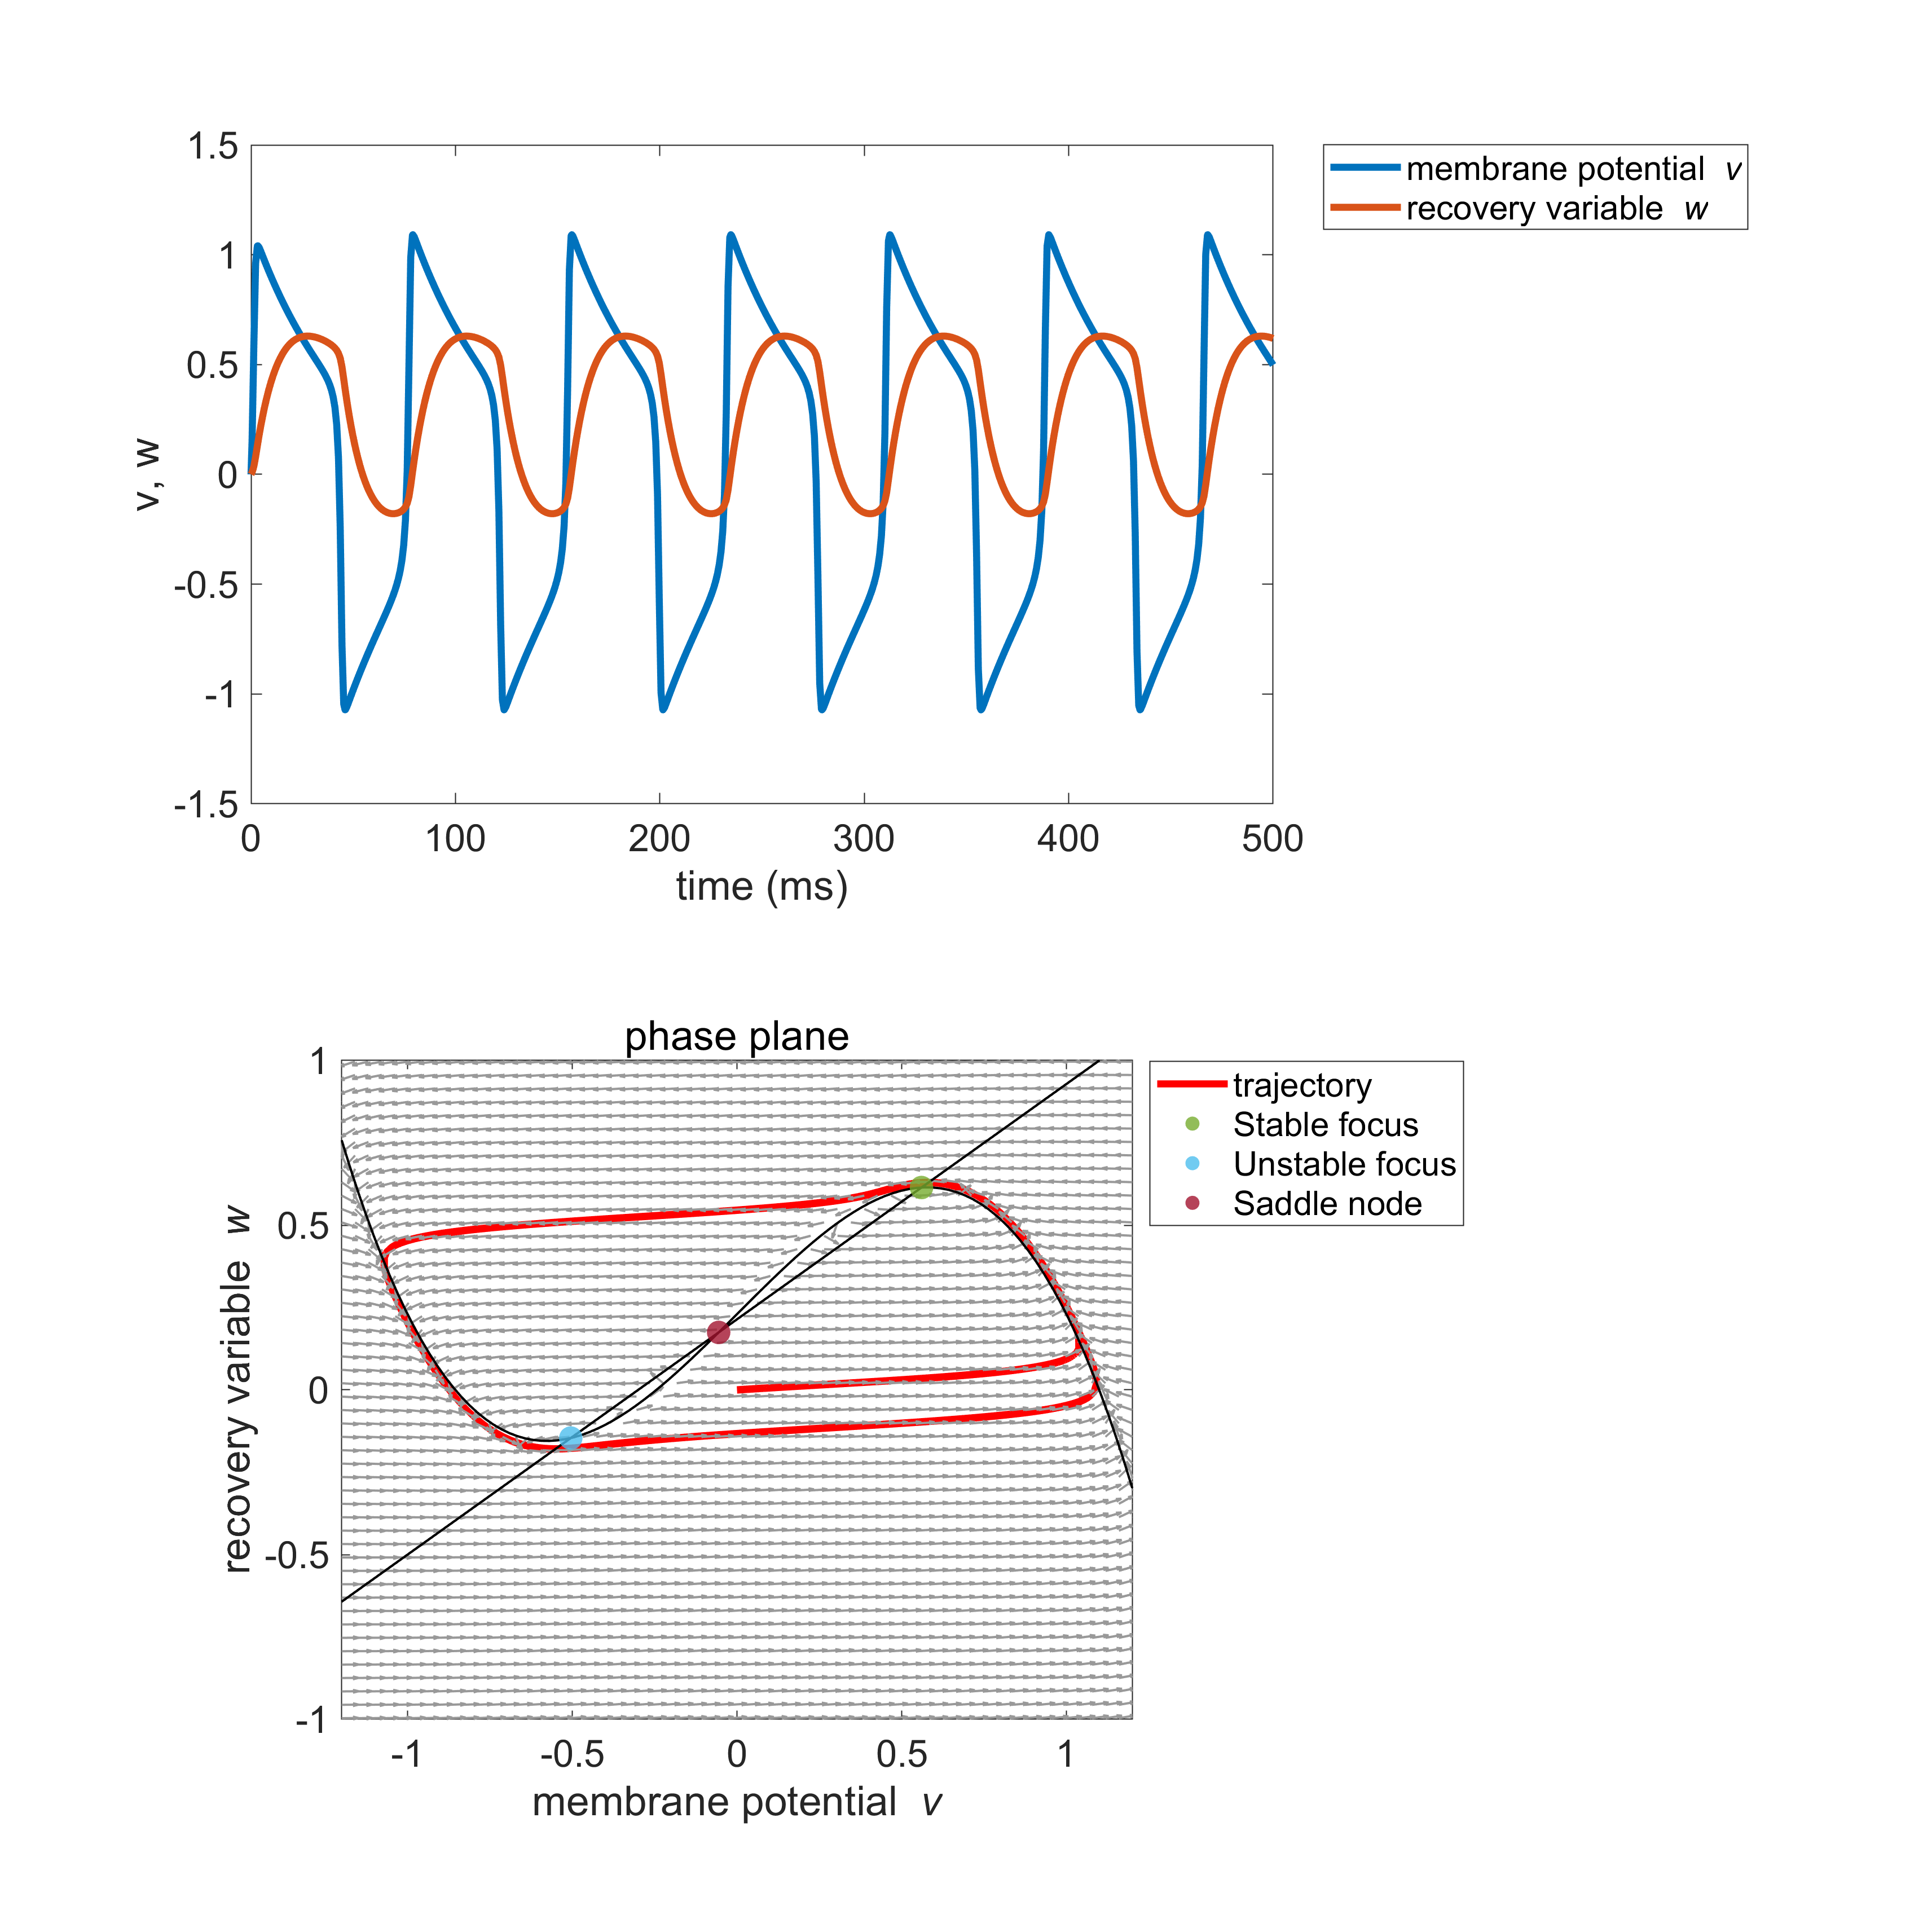 1.5
1
0.5
0
-0.5
-1
-1.5
v, w
0 100 200 300 400 500
time (ms)
membrane potential v
recovery variable w
phase plane
1
0.5
0
-0.5
-1
recovery variable w
-1 -0.5 0 0.5 1
membrane potential v
trajectory
Stable focus
Unstable focus
Saddle node